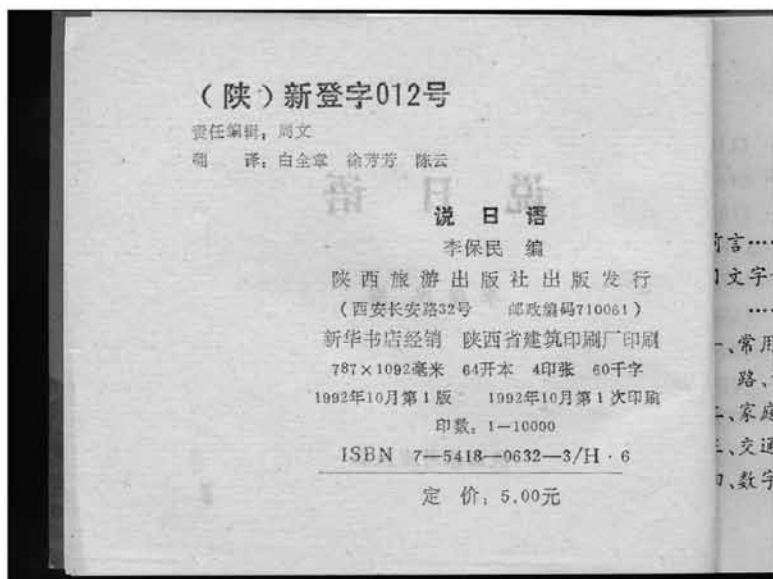 （陕）新登字012号
责任编辑：周文
翻　译：白全章　徐芳芳　陈云
说 日 语
李保民　编
陕西旅游出版社出版发行
（西安长安路32号　邮政编码710061）
新华书店经销　陕西省建筑印刷厂印刷
787×1092毫米　64开本　4印张　60千字
1992年10月第1版　1992年10月第1次印刷
印数：1—10000
ISBN　7—5418—0632—3/H·6
定　价：5.00元
言……
文字
……
一、常用
路、
二、家庭
三、交通
四、数字